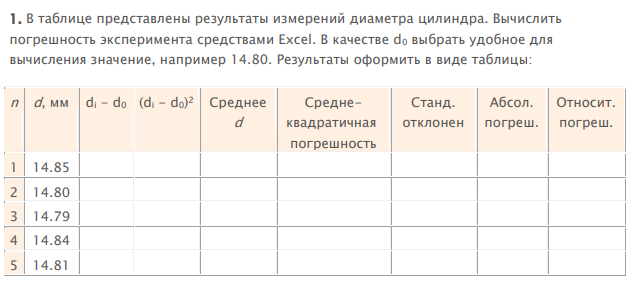 1. В таблице представлены результаты измерений диаметра цилиндра. Вычислить
погрешность эксперимента средствами Excel. В качестве d₀ выбрать удобное для
вычисления значение, например 14.80. Результаты оформить в виде таблицы:
n d, мм dᵢ – d₀ (dᵢ – d₀)² Среднее d Средне-квадратичная погрешность Станд. отклонен Абсол. погреш. Относит. погреш.
1 14.85
2 14.80
3 14.79
4 14.84
5 14.81